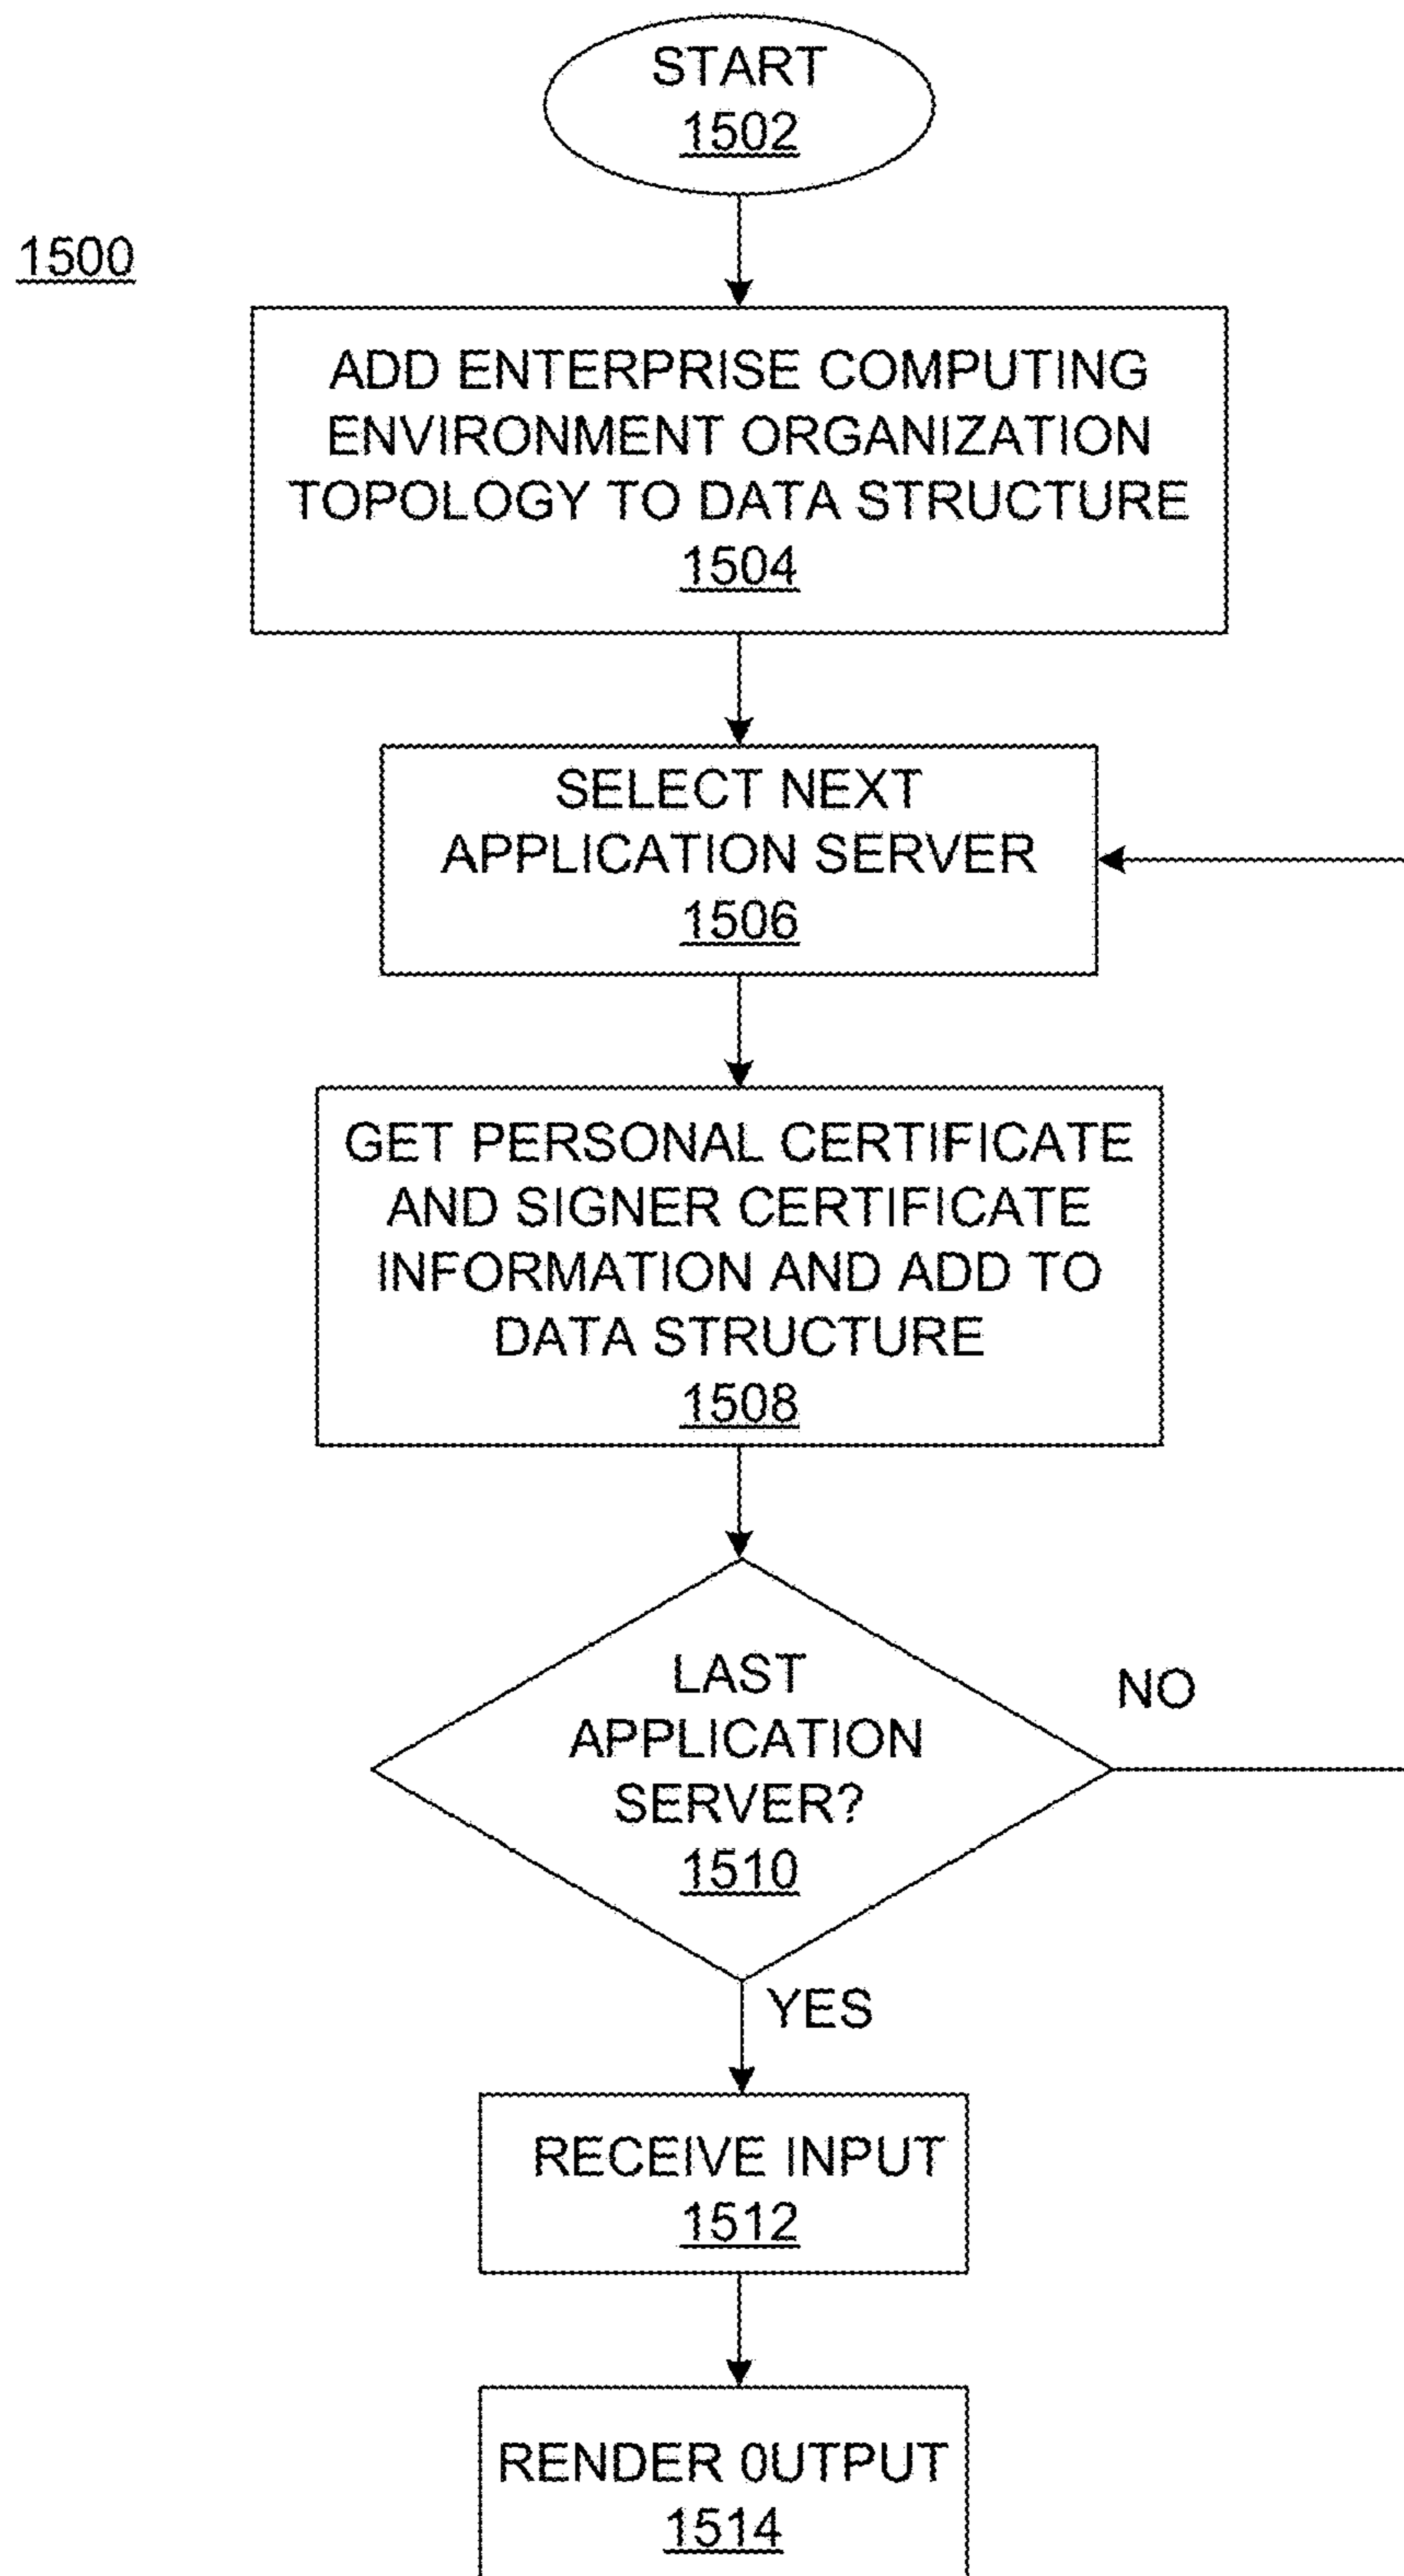 START
1502
1500
ADD ENTERPRISE COMPUTING
ENVIRONMENT ORGANIZATION
TOPOLOGY TO DATA STRUCTURE
1504
SELECT NEXT
APPLICATION SERVER
1506
GET PERSONAL CERTIFICATE
AND SIGNER CERTIFICATE
INFORMATION AND ADD TO
DATA STRUCTURE
1508
LAST
APPLICATION
SERVER?
1510
NO
YES
RECEIVE INPUT
1512
RENDER 0UTPUT
1514